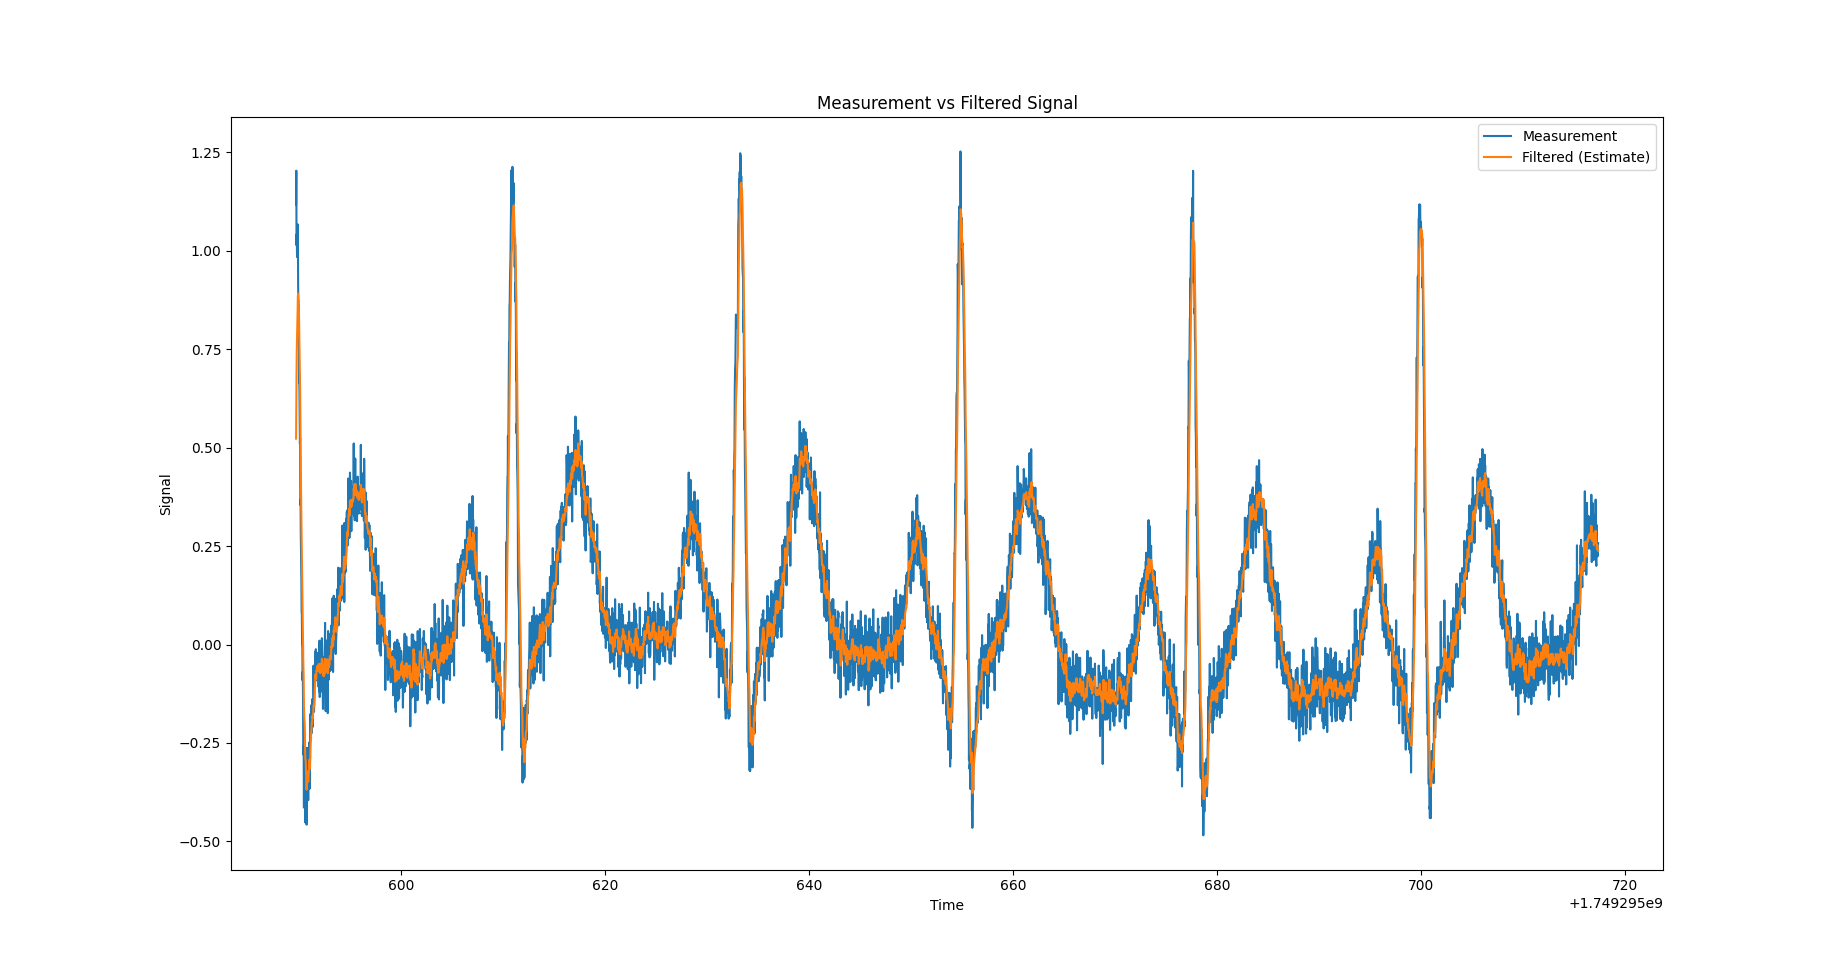 Measurement vs Filtered Signal
Measurement
Filtered (Estimate)
1.25
1.00
0.75
0.50
0.25
0.00
−0.25
−0.50
Signal
600
620
640
660
680
700
720
Time
+1.749295e9